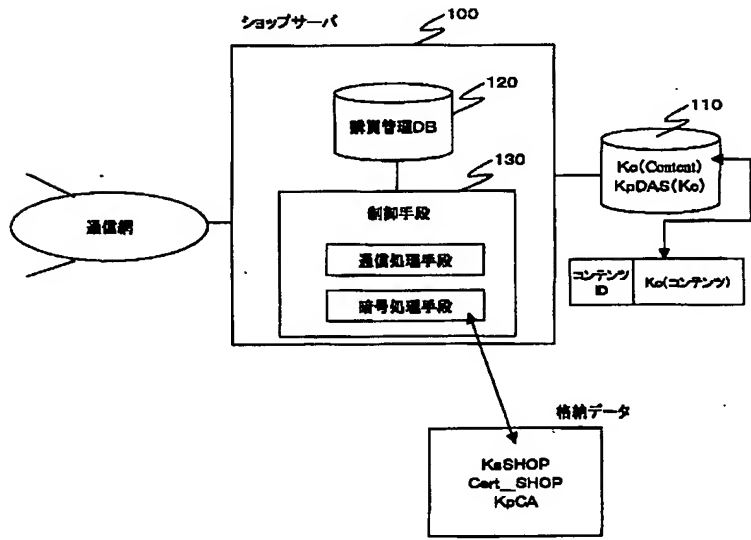 ショップサーバ
100
120
購買管理DB
130
制御手段
通信処理手段
暗号処理手段
通信網
110
Kc(Content)
KpDAS(Kc)
コンテンツ
ID
Kc(コンテンツ)
格納データ
KsSHOP
Cert__SHOP
KpCA